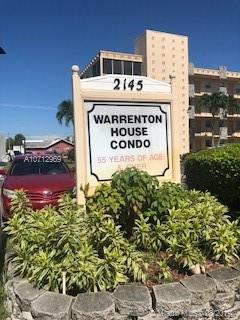 2145
WARRENTON
HOUSE
CONDO
55 YEARS OF AGE
A10712969